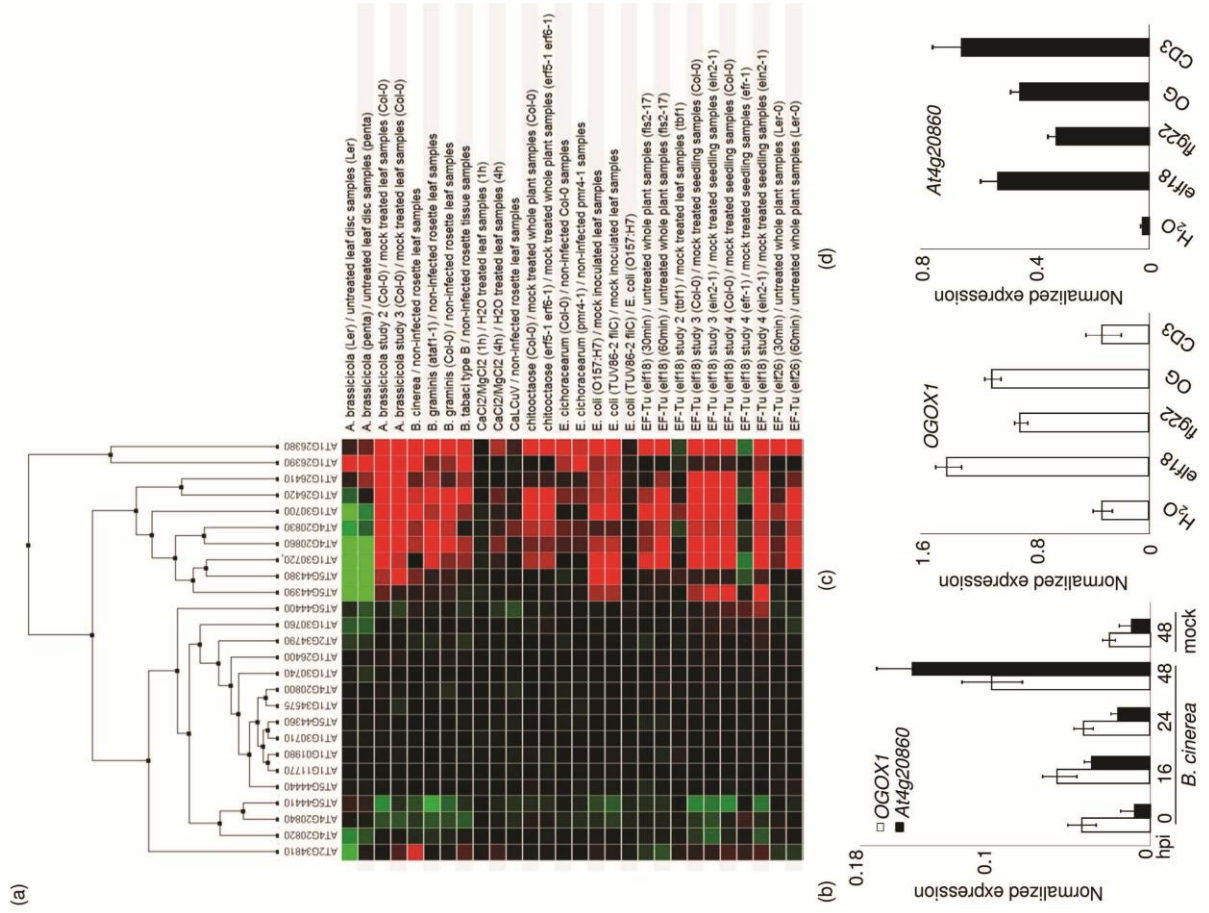 (a)
AT2G34810
AT4G20820
AT4G20840
AT5G44410
AT5G44440
AT1G11770
AT1G01980
AT1G30710
AT5G44360
AT1G34575
AT4G20800
AT1G30740
AT1G26400
AT2G34790
AT1G30760
AT5G44400
AT5G44390
AT5G44380
AT1G30720,
AT4G20860
AT4G20830
AT1G30700
AT1G26420
AT1G26410
AT1G26390
AT1G26380
A. brassicicola (Ler) / untreated leaf disc samples (Ler)
A. brassicicola (penta) / untreated leaf disc samples (penta)
A. brassicicola study 2 (Col-0) / mock treated leaf samples (Col-0)
A. brassicicola study 3 (Col-0) / mock treated leaf samples (Col-0)
B. cinerea / non-infected rosette leaf samples
B. graminis (ataf1-1) / non-infected rosette leaf samples
B. graminis (Col-0) / non-infected rosette leaf samples
B. tabaci type B / non-infected rosette tissue samples
CaCl2/MgCl2 (1h) / H2O treated leaf samples (1h)
CaCl2/MgCl2 (4h) / H2O treated leaf samples (4h)
CaLCuV / non-infected rosette leaf samples
chitooctaose (Col-0) / mock treated whole plant samples (Col-0)
chitooctaose (erf5-1 erf6-1) / mock treated whole plant samples (erf5-1 erf6-1)
E. cichoracearum (Col-0) / non-infected Col-0 samples
E. cichoracearum (pmr4-1) / non-infected pmr4-1 samples
E. coli (O157:H7) / mock inoculated leaf samples
E. coli (TUV86-2 fliC) / mock inoculated leaf samples
E. coli (TUV86-2 fliC) / E. coli (O157:H7)
EF-Tu (elf18) (30min) / untreated whole plant samples (fls2-17)
EF-Tu (elf18) (60min) / untreated whole plant samples (fls2-17)
EF-Tu (elf18) study 2 (tbf1) / mock treated leaf samples (tbf1)
EF-Tu (elf18) study 3 (Col-0) / mock treated seedling samples (Col-0)
EF-Tu (elf18) study 3 (ein2-1) / mock treated seedling samples (ein2-1)
EF-Tu (elf18) study 4 (Col-0) / mock treated seedling samples (Col-0)
EF-Tu (elf18) study 4 (efr-1) / mock treated seedling samples (efr-1)
EF-Tu (elf18) study 4 (ein2-1) / mock treated seedling samples (ein2-1)
EF-Tu (elf26) (30min) / untreated whole plant samples (Ler-0)
EF-Tu (elf26) (60min) / untreated whole plant samples (Ler-0)
(b)
Normalized expression
0.18
0.1
0
OGOX1
At4g20860
hpi 0 16 24 48 48
B. cinerea mock
(c)
OGOX1
Normalized expression
1.6
0.8
0
H2O elf18 flg22 OG CD3
(d)
At4g20860
Normalized expression
0.8
0.4
0
H2O elf18 flg22 OG CD3